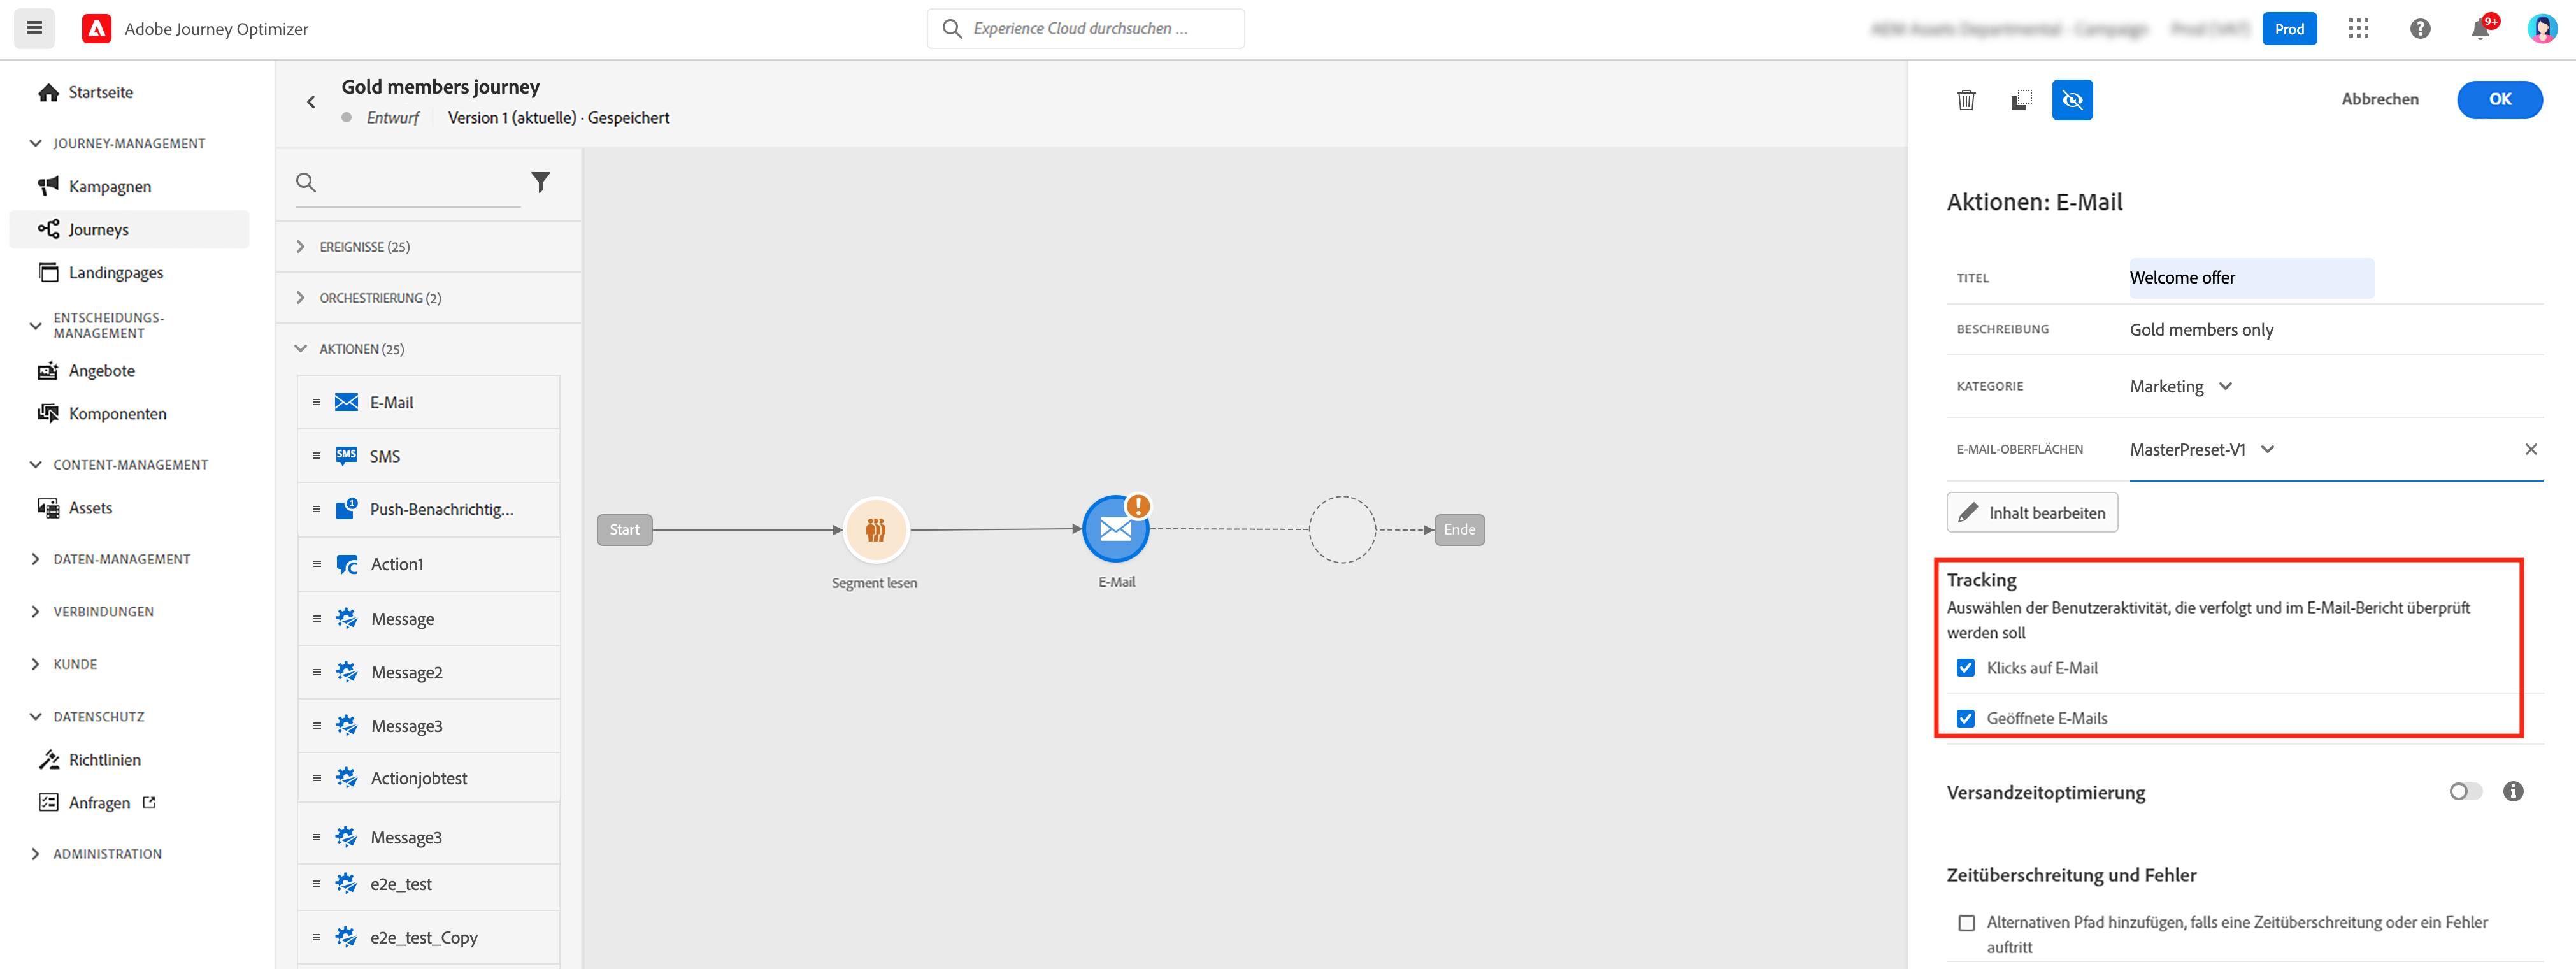 Adobe Journey Optimizer
Experience Cloud durchsuchen ...
Prod
9+
Startseite
JOURNEY-MANAGEMENT
Kampagnen
Journeys
Landingpages
ENTSCHEIDUNGS-
MANAGEMENT
Angebote
Komponenten
CONTENT-MANAGEMENT
Assets
DATEN-MANAGEMENT
VERBINDUNGEN
KUNDE
DATENSCHUTZ
Richtlinien
Anfragen
ADMINISTRATION
Gold members journey
Entwurf
Version 1 (aktuelle) · Gespeichert
EREIGNISSE (25)
ORCHESTRIERUNG (2)
AKTIONEN (25)
E-Mail
SMS
SMS
1
Push-Benachrichtig...
Action1
Message
Message2
Message3
Actionjobtest
Message3
e2e_test
e2e_test_Copy
Start
Segment lesen
E-Mail
Ende
Abbrechen
OK
Aktionen: E-Mail
TITEL
Welcome offer
BESCHREIBUNG
Gold members only
KATEGORIE
Marketing
E-MAIL-OBERFLÄCHEN
MasterPreset-V1
Inhalt bearbeiten
Tracking
Auswählen der Benutzeraktivität, die verfolgt und im E-Mail-Bericht überprüft
werden soll
Klicks auf E-Mail
Geöffnete E-Mails
Versandzeitoptimierung
Zeitüberschreitung und Fehler
Alternativen Pfad hinzufügen, falls eine Zeitüberschreitung oder ein Fehler
auftritt